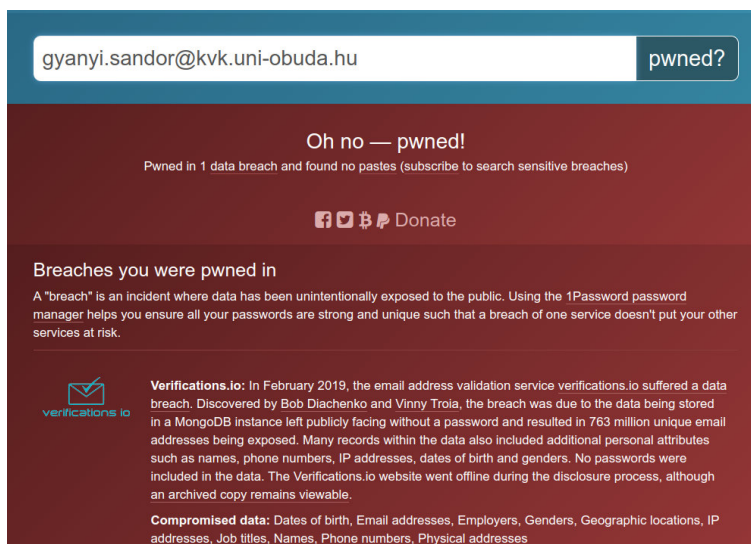 gyanyi.sandor@kvk.uni-obuda.hu
pwned?
Oh no — pwned!
Pwned in 1 data breach and found no pastes (subscribe to search sensitive breaches)
Donate
Breaches you were pwned in
A "breach" is an incident where data has been unintentionally exposed to the public. Using the 1Password password
manager helps you ensure all your passwords are strong and unique such that a breach of one service doesn't put your other
services at risk.
verifications io
Verifications.io: In February 2019, the email address validation service verifications.io suffered a data
breach. Discovered by Bob Diachenko and Vinny Troia, the breach was due to the data being stored
in a MongoDB instance left publicly facing without a password and resulted in 763 million unique email
addresses being exposed. Many records within the data also included additional personal attributes
such as names, phone numbers, IP addresses, dates of birth and genders. No passwords were
included in the data. The Verifications.io website went offline during the disclosure process, although
an archived copy remains viewable.
Compromised data: Dates of birth, Email addresses, Employers, Genders, Geographic locations, IP
addresses, Job titles, Names, Phone numbers, Physical addresses